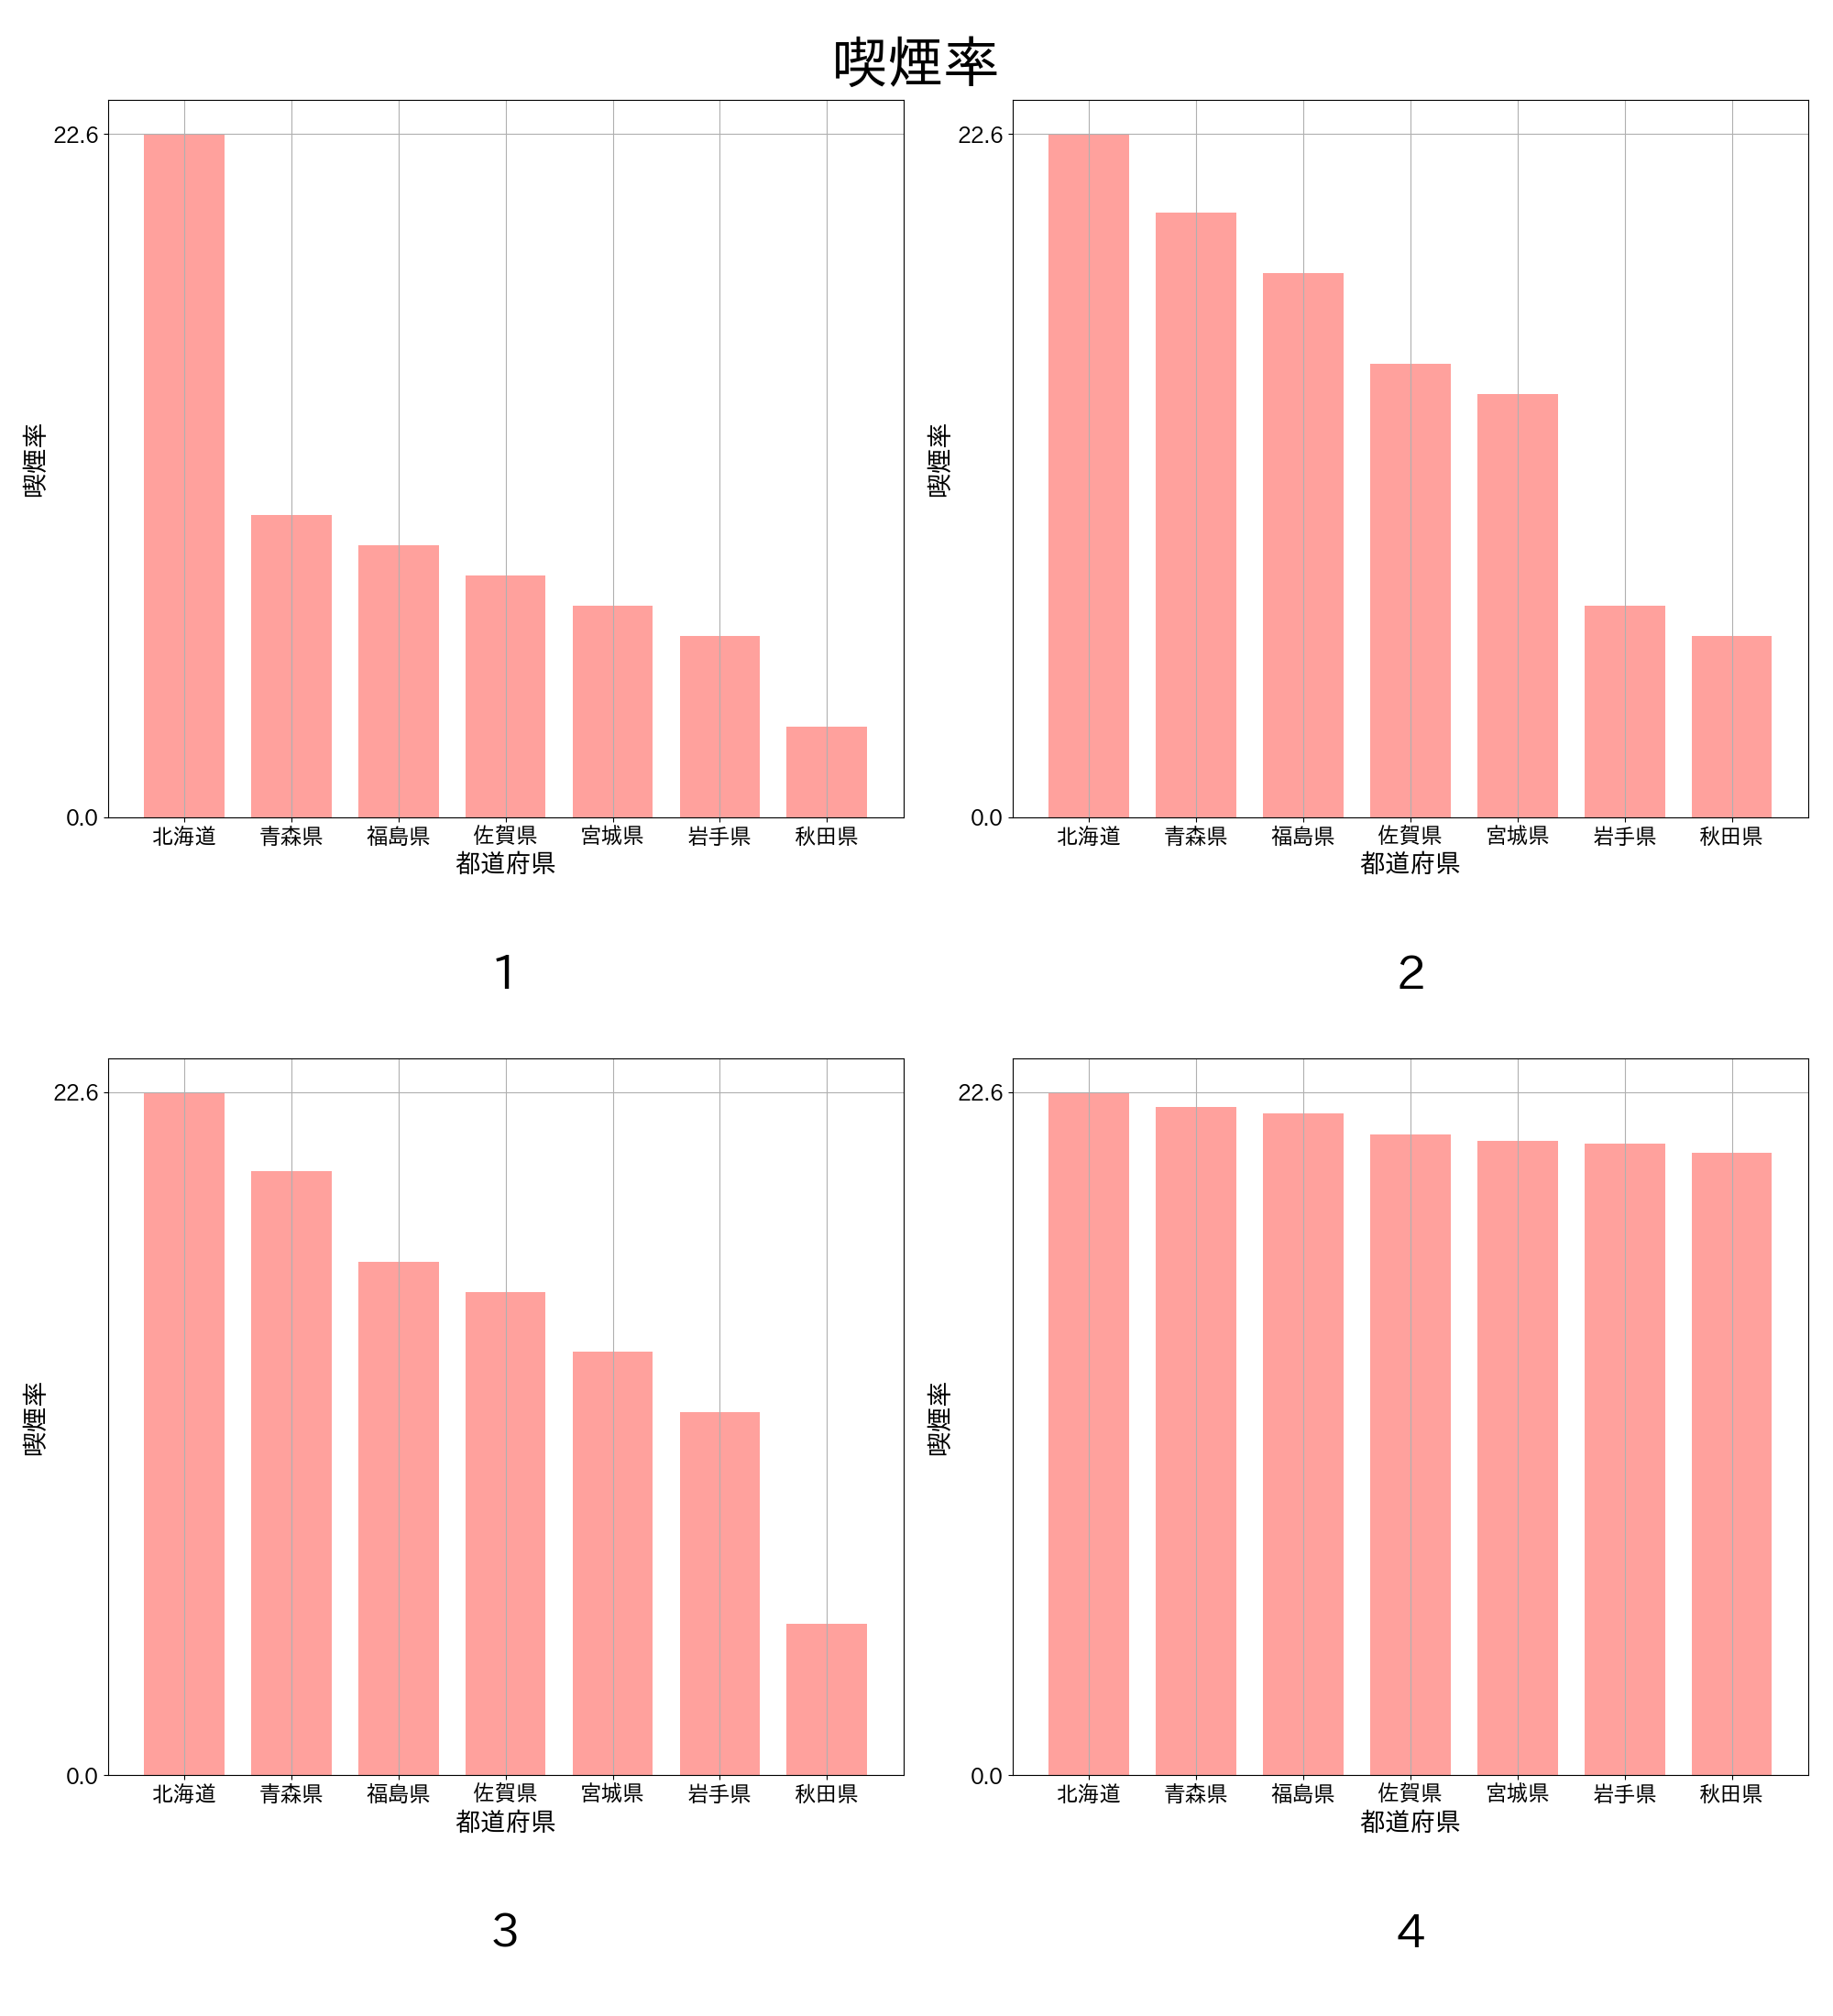 喫煙率
22.6
0.0
喫煙率
北海道 青森県 福島県 佐賀県 宮城県 岩手県 秋田県
都道府県
1
22.6
0.0
喫煙率
北海道 青森県 福島県 佐賀県 宮城県 岩手県 秋田県
都道府県
2
22.6
0.0
喫煙率
北海道 青森県 福島県 佐賀県 宮城県 岩手県 秋田県
都道府県
3
22.6
0.0
喫煙率
北海道 青森県 福島県 佐賀県 宮城県 岩手県 秋田県
都道府県
4